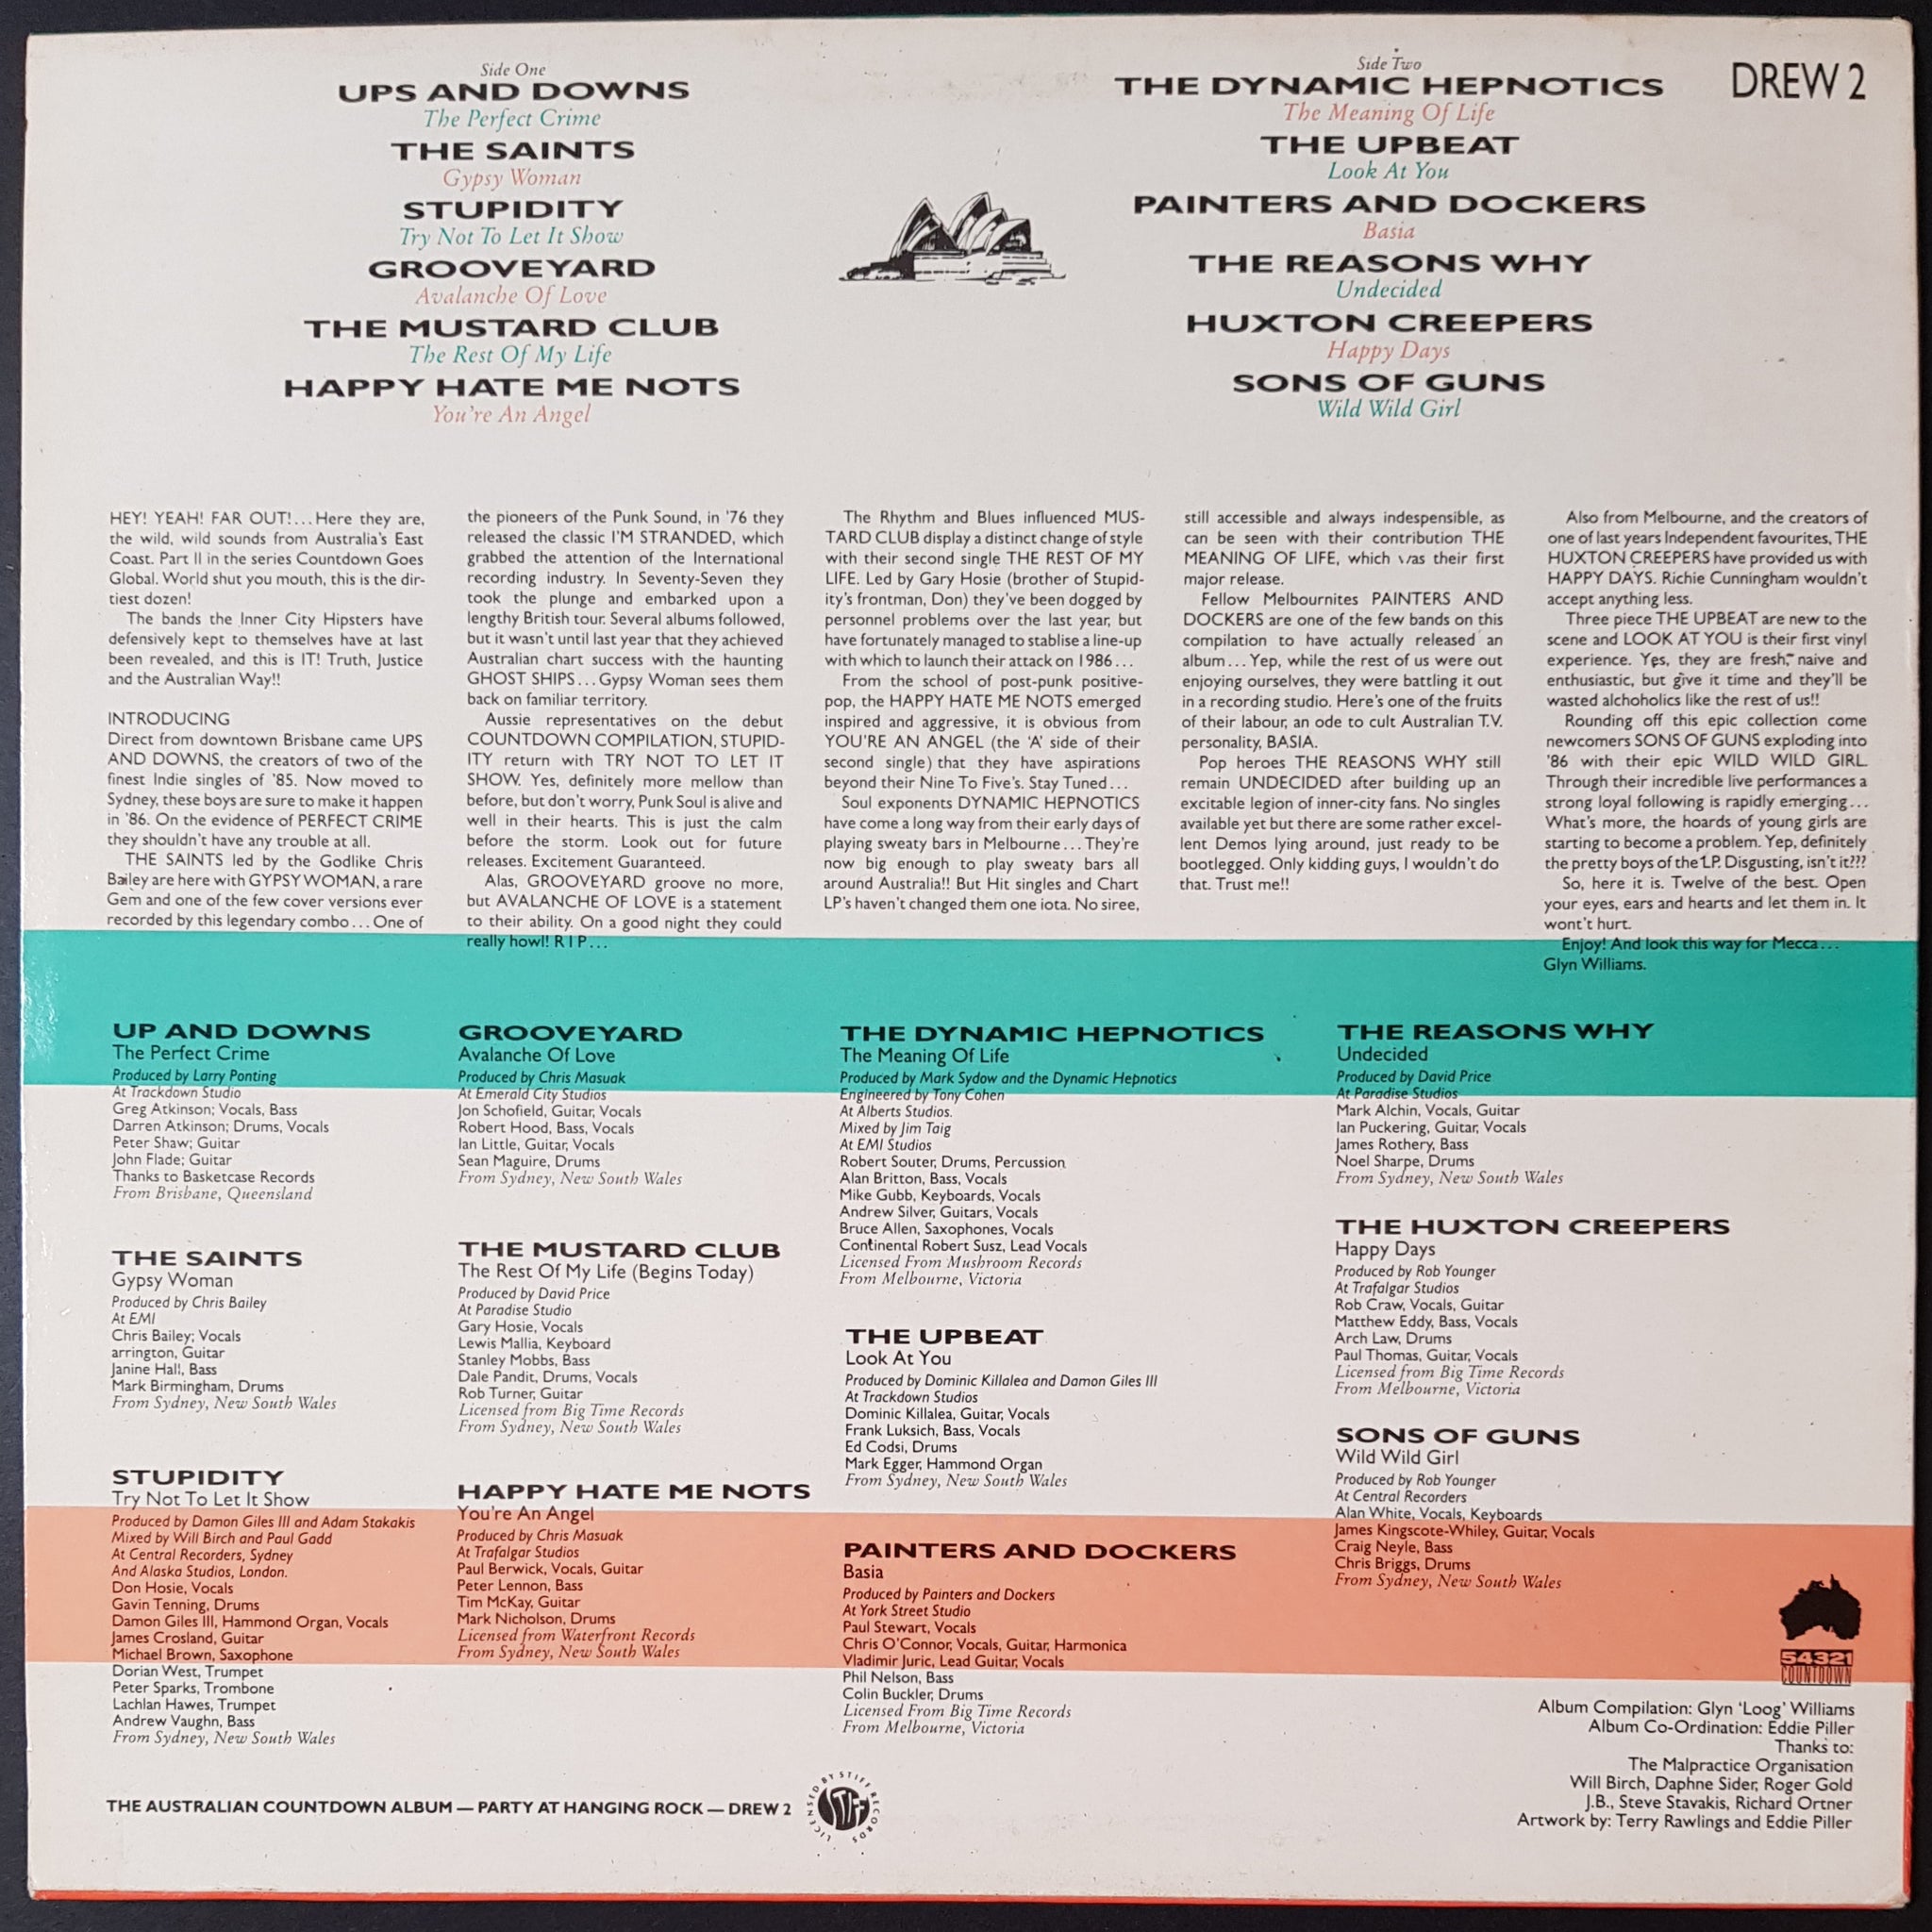 Side One
UPS AND DOWNS
The Perfect Crime
THE SAINTS
Gypsy Woman
STUPIDITY
Try Not To Let It Show
GROOVEYARD
Avalanche Of Love
THE MUSTARD CLUB
The Rest Of My Life
HAPPY HATE ME NOTS
You're An Angel
Side Two
THE DYNAMIC HEPNOTICS
The Meaning Of Life
THE UPBEAT
Look At You
PAINTERS AND DOCKERS
Basia
THE REASONS WHY
Undecided
HUXTON CREEPERS
Happy Days
SONS OF GUNS
Wild Wild Girl
DREW 2
HEY! YEAH! FAR OUT!...Here they are,
the wild, wild sounds from Australia's East
Coast. Part II in the series Countdown Goes
Global. World shut you mouth, this is the dir-
tiest dozen!
The bands the Inner City Hipsters have
defensively kept to themselves have at last
been revealed, and this is IT! Truth, Justice
and the Australian Way!!
INTRODUCING
Direct from downtown Brisbane came UPS
AND DOWNS, the creators of two of the
finest Indie singles of '85. Now moved to
Sydney, these boys are sure to make it happen
in '86. On the evidence of PERFECT CRIME
they shouldn't have any trouble at all.
THE SAINTS led by the Godlike Chris
Bailey are here with GYPSY WOMAN, a rare
Gem and one of the few cover versions ever
recorded by this legendary combo...One of
the pioneers of the Punk Sound, in '76 they
released the classic I'M STRANDED, which
grabbed the attention of the International
recording industry. In Seventy-Seven they
took the plunge and embarked upon a
lengthy British tour. Several albums followed,
but it wasn't until last year that they achieved
Australian chart success with the haunting
GHOST SHIPS...Gypsy Woman sees them
back on familiar territory.
Aussie representatives on the debut
COUNTDOWN COMPILATION, STUPID-
ITY return with TRY NOT TO LET IT
SHOW. Yes, definitely more mellow than
before, but don't worry, Punk Soul is alive and
well in their hearts. This is just the calm
before the storm. Look out for future
releases. Excitement Guaranteed.
Alas, GROOVEYARD groove no more,
but AVALANCHE OF LOVE is a statement
to their ability. On a good night they could
really howl! R I P...
The Rhythm and Blues influenced MUS-
TARD CLUB display a distinct change of style
with their second single THE REST OF MY
LIFE. Led by Gary Hosie (brother of Stupid-
ity's frontman, Don) they've been dogged by
personnel problems over the last year, but
have fortunately managed to stablise a line-up
with which to launch their attack on 1986...
From the school of post-punk positive-
pop, the HAPPY HATE ME NOTS emerged
inspired and aggressive, it is obvious from
YOU'RE AN ANGEL (the 'A' side of their
second single) that they have aspirations
beyond their Nine To Five's. Stay Tuned...
Soul exponents DYNAMIC HEPNOTICS
have come a long way from their early days of
playing sweaty bars in Melbourne...They're
now big enough to play sweaty bars all
around Australia!! But Hit singles and Chart
LP's haven't changed them one iota. No siree,
still accessible and always indespensible, as
can be seen with their contribution THE
MEANING OF LIFE, which was their first
major release.
Fellow Melbournites PAINTERS AND
DOCKERS are one of the few bands on this
compilation to have actually released an
album...Yep, while the rest of us were out
enjoying ourselves, they were battling it out
in a recording studio. Here's one of the fruits
of their labour, an ode to cult Australian T.V.
personality, BASIA.
Pop heroes THE REASONS WHY still
remain UNDECIDED after building up an
excitable legion of inner-city fans. No singles
available yet but there are some rather excel-
lent Demos lying around, just ready to be
bootlegged. Only kidding guys, I wouldn't do
that. Trust me!!
Also from Melbourne, and the creators of
one of last years Independent favourites, THE
HUXTON CREEPERS have provided us with
HAPPY DAYS. Richie Cunningham wouldn't
accept anything less.
Three piece THE UPBEAT are new to the
scene and LOOK AT YOU is their first vinyl
experience. Yes, they are fresh, naive and
enthusiastic, but give it time and they'll be
wasted alchoholics like the rest of us!!
Rounding off this epic collection come
newcomers SONS OF GUNS exploding into
'86 with their epic WILD WILD GIRL.
Through their incredible live performances a
strong loyal following is rapidly emerging...
What's more, the hoards of young girls are
starting to become a problem. Yep, definitely
the pretty boys of the LP. Disgusting, isn't it???
So, here it is. Twelve of the best. Open
your eyes, ears and hearts and let them in. It
wont't hurt.
Enjoy! And look this way for Mecca...
Glyn Williams.
UP AND DOWNS
The Perfect Crime
Produced by Larry Ponting
At Trackdown Studio
Greg Atkinson; Vocals, Bass
Darren Atkinson; Drums, Vocals
Peter Shaw; Guitar
John Flade; Guitar
Thanks to Basketcase Records
From Brisbane, Queensland
THE SAINTS
Gypsy Woman
Produced by Chris Bailey
At EMI
Chris Bailey; Vocals
arrington, Guitar
Janine Hall, Bass
Mark Birmingham, Drums
From Sydney, New South Wales
STUPIDITY
Try Not To Let It Show
Produced by Damon Giles III and Adam Stakakis
Mixed by Will Birch and Paul Gadd
At Central Recorders, Sydney
And Alaska Studios, London.
Don Hosie, Vocals
Gavin Tenning, Drums
Damon Giles III, Hammond Organ, Vocals
James Crosland, Guitar
Michael Brown, Saxophone
Dorian West, Trumpet
Peter Sparks, Trombone
Lachlan Hawes, Trumpet
Andrew Vaughn, Bass
From Sydney, New South Wales
GROOVEYARD
Avalanche Of Love
Produced by Chris Masuak
At Emerald City Studios
Jon Schofield, Guitar, Vocals
Robert Hood, Bass, Vocals
Ian Little, Guitar, Vocals
Sean Maguire, Drums
From Sydney, New South Wales
THE MUSTARD CLUB
The Rest Of My Life (Begins Today)
Produced by David Price
At Paradise Studio
Gary Hosie, Vocals
Lewis Mallia, Keyboard
Stanley Mobbs, Bass
Dale Pandit, Drums, Vocals
Rob Turner, Guitar
Licensed from Big Time Records
From Sydney, New South Wales
HAPPY HATE ME NOTS
You're An Angel
Produced by Chris Masuak
At Trafalgar Studios
Paul Berwick, Vocals, Guitar
Peter Lennon, Bass
Tim McKay, Guitar
Mark Nicholson, Drums
Licensed from Waterfront Records
From Sydney, New South Wales
THE DYNAMIC HEPNOTICS
The Meaning Of Life
Produced by Mark Sydow and the Dynamic Hepnotics
Engineered by Tony Cohen
At Alberts Studios.
Mixed by Jim Taig
At EMI Studios
Robert Souter, Drums, Percussion
Alan Britton, Bass, Vocals
Mike Gubb, Keyboards, Vocals
Andrew Silver, Guitars, Vocals
Bruce Allen, Saxophones, Vocals
Continental Robert Susz, Lead Vocals
Licensed From Mushroom Records
From Melbourne, Victoria
THE UPBEAT
Look At You
Produced by Dominic Killalea and Damon Giles III
At Trackdown Studios
Dominic Killalea, Guitar, Vocals
Frank Luksich, Bass, Vocals
Ed Codsi, Drums
Mark Egger, Hammond Organ
From Sydney, New South Wales
PAINTERS AND DOCKERS
Basia
Produced by Painters and Dockers
At York Street Studio
Paul Stewart, Vocals
Chris O'Connor, Vocals, Guitar, Harmonica
Vladimir Juric, Lead Guitar, Vocals
Phil Nelson, Bass
Colin Buckler, Drums
Licensed From Big Time Records
From Melbourne, Victoria
THE REASONS WHY
Undecided
Produced by David Price
At Paradise Studios
Mark Alchin, Vocals, Guitar
Ian Puckering, Guitar, Vocals
James Rothery, Bass
Noel Sharpe, Drums
From Sydney, New South Wales
THE HUXTON CREEPERS
Happy Days
Produced by Rob Younger
At Trafalgar Studios
Rob Craw, Vocals, Guitar
Matthew Eddy, Bass, Vocals
Arch Law, Drums
Paul Thomas, Guitar, Vocals
Licensed from Big Time Records
From Melbourne, Victoria
SONS OF GUNS
Wild Wild Girl
Produced by Rob Younger
At Central Recorders
Alan White, Vocals, Keyboards
James Kingscote-Whiley, Guitar, Vocals
Craig Neyle, Bass
Chris Briggs, Drums
From Sydney, New South Wales
54321
COUNTDOWN
Album Compilation: Glyn 'Loog' Williams
Album Co-Ordination: Eddie Piller
Thanks to:
The Malpractice Organisation
Will Birch, Daphne Sider, Roger Gold
J.B., Steve Stavakis, Richard Ortner
Artwork by: Terry Rawlings and Eddie Piller
THE AUSTRALIAN COUNTDOWN ALBUM — PARTY AT HANGING ROCK — DREW 2
LICENSED BY STIFF RECORDS
STIFF